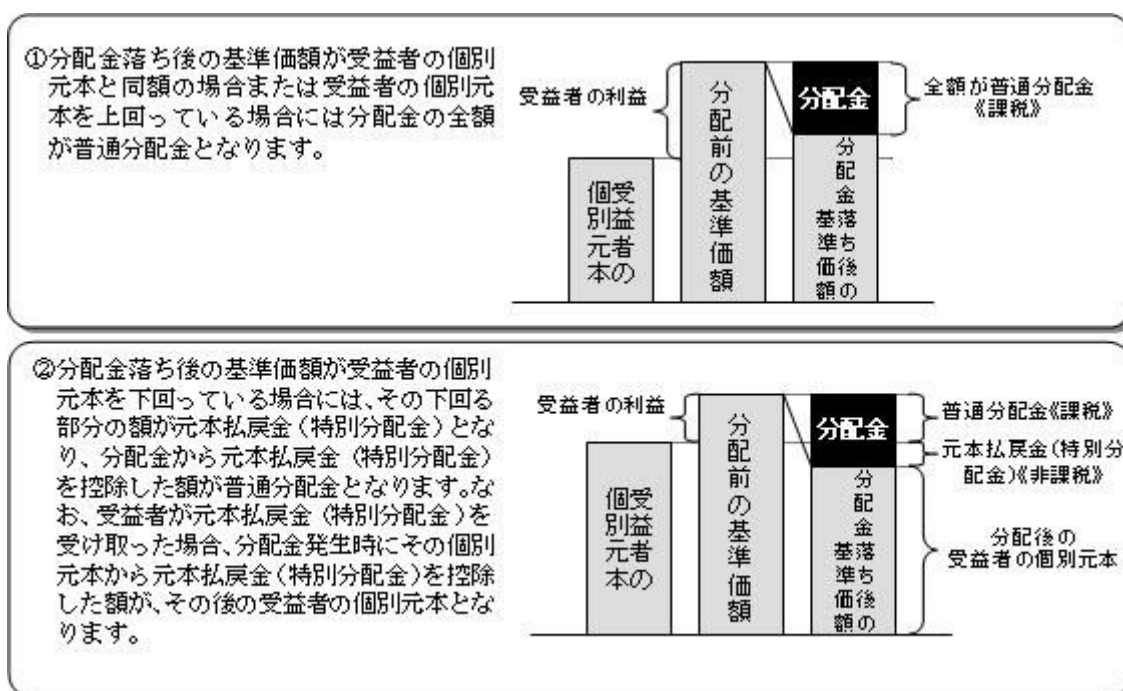 ①分配金落ち後の基準価額が受益者の個別
元本と同額の場合または受益者の個別元
本を上回っている場合には分配金の全額
が普通分配金となります。
受益者の利益
受益者の
個別元本
分配前の基準価額
分配金
分配金落ち後の
基準価額
全額が普通分配金
《課税》
②分配金落ち後の基準価額が受益者の個別
元本を下回っている場合には、その下回る
部分の額が元本払戻金(特別分配金)とな
り、分配金から元本払戻金(特別分配金)
を控除した額が普通分配金となります。な
お、受益者が元本払戻金(特別分配金)を
受け取った場合、分配金発生時にその個別
元本から元本払戻金(特別分配金)を控除
した額が、その後の受益者の個別元本とな
ります。
受益者の利益
受益者の
個別元本
分配前の基準価額
分配金
分配金落ち後の
基準価額
普通分配金《課税》
元本払戻金(特別分
配金)《非課税》
分配後の
受益者の個別元本